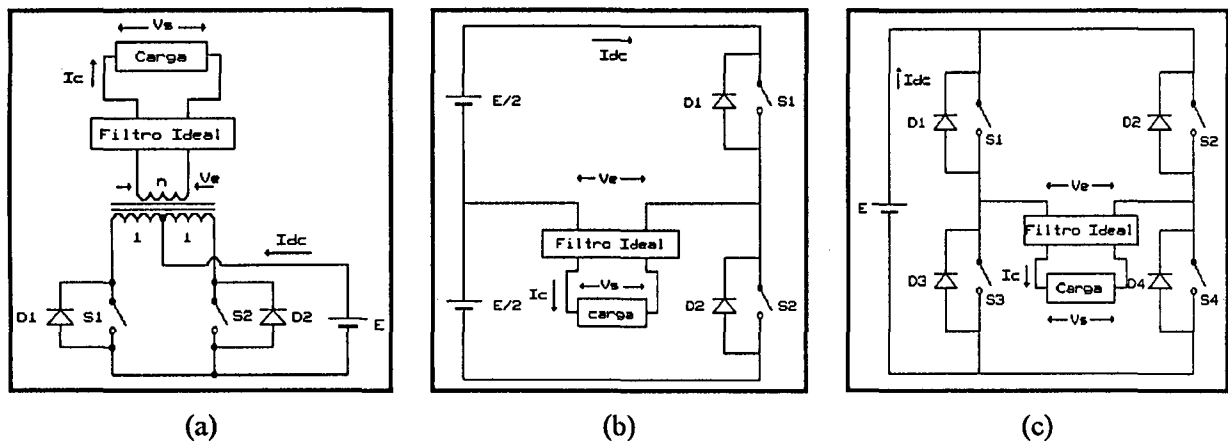 Vs
Carga
Ic
Filtro Ideal
n
Ve
1 1
Idc
D1 S1 S2 D2 E
(a)
Idc
E/2
D1 S1
Ve
Filtro Ideal
E/2
Ic
Vs
carga
D2 S2
(b)
Idc
D1 S1
D2 S2
E
Ve
Filtro Ideal
D3 S3
Ic
Carga
Vs
D4 S4
(c)